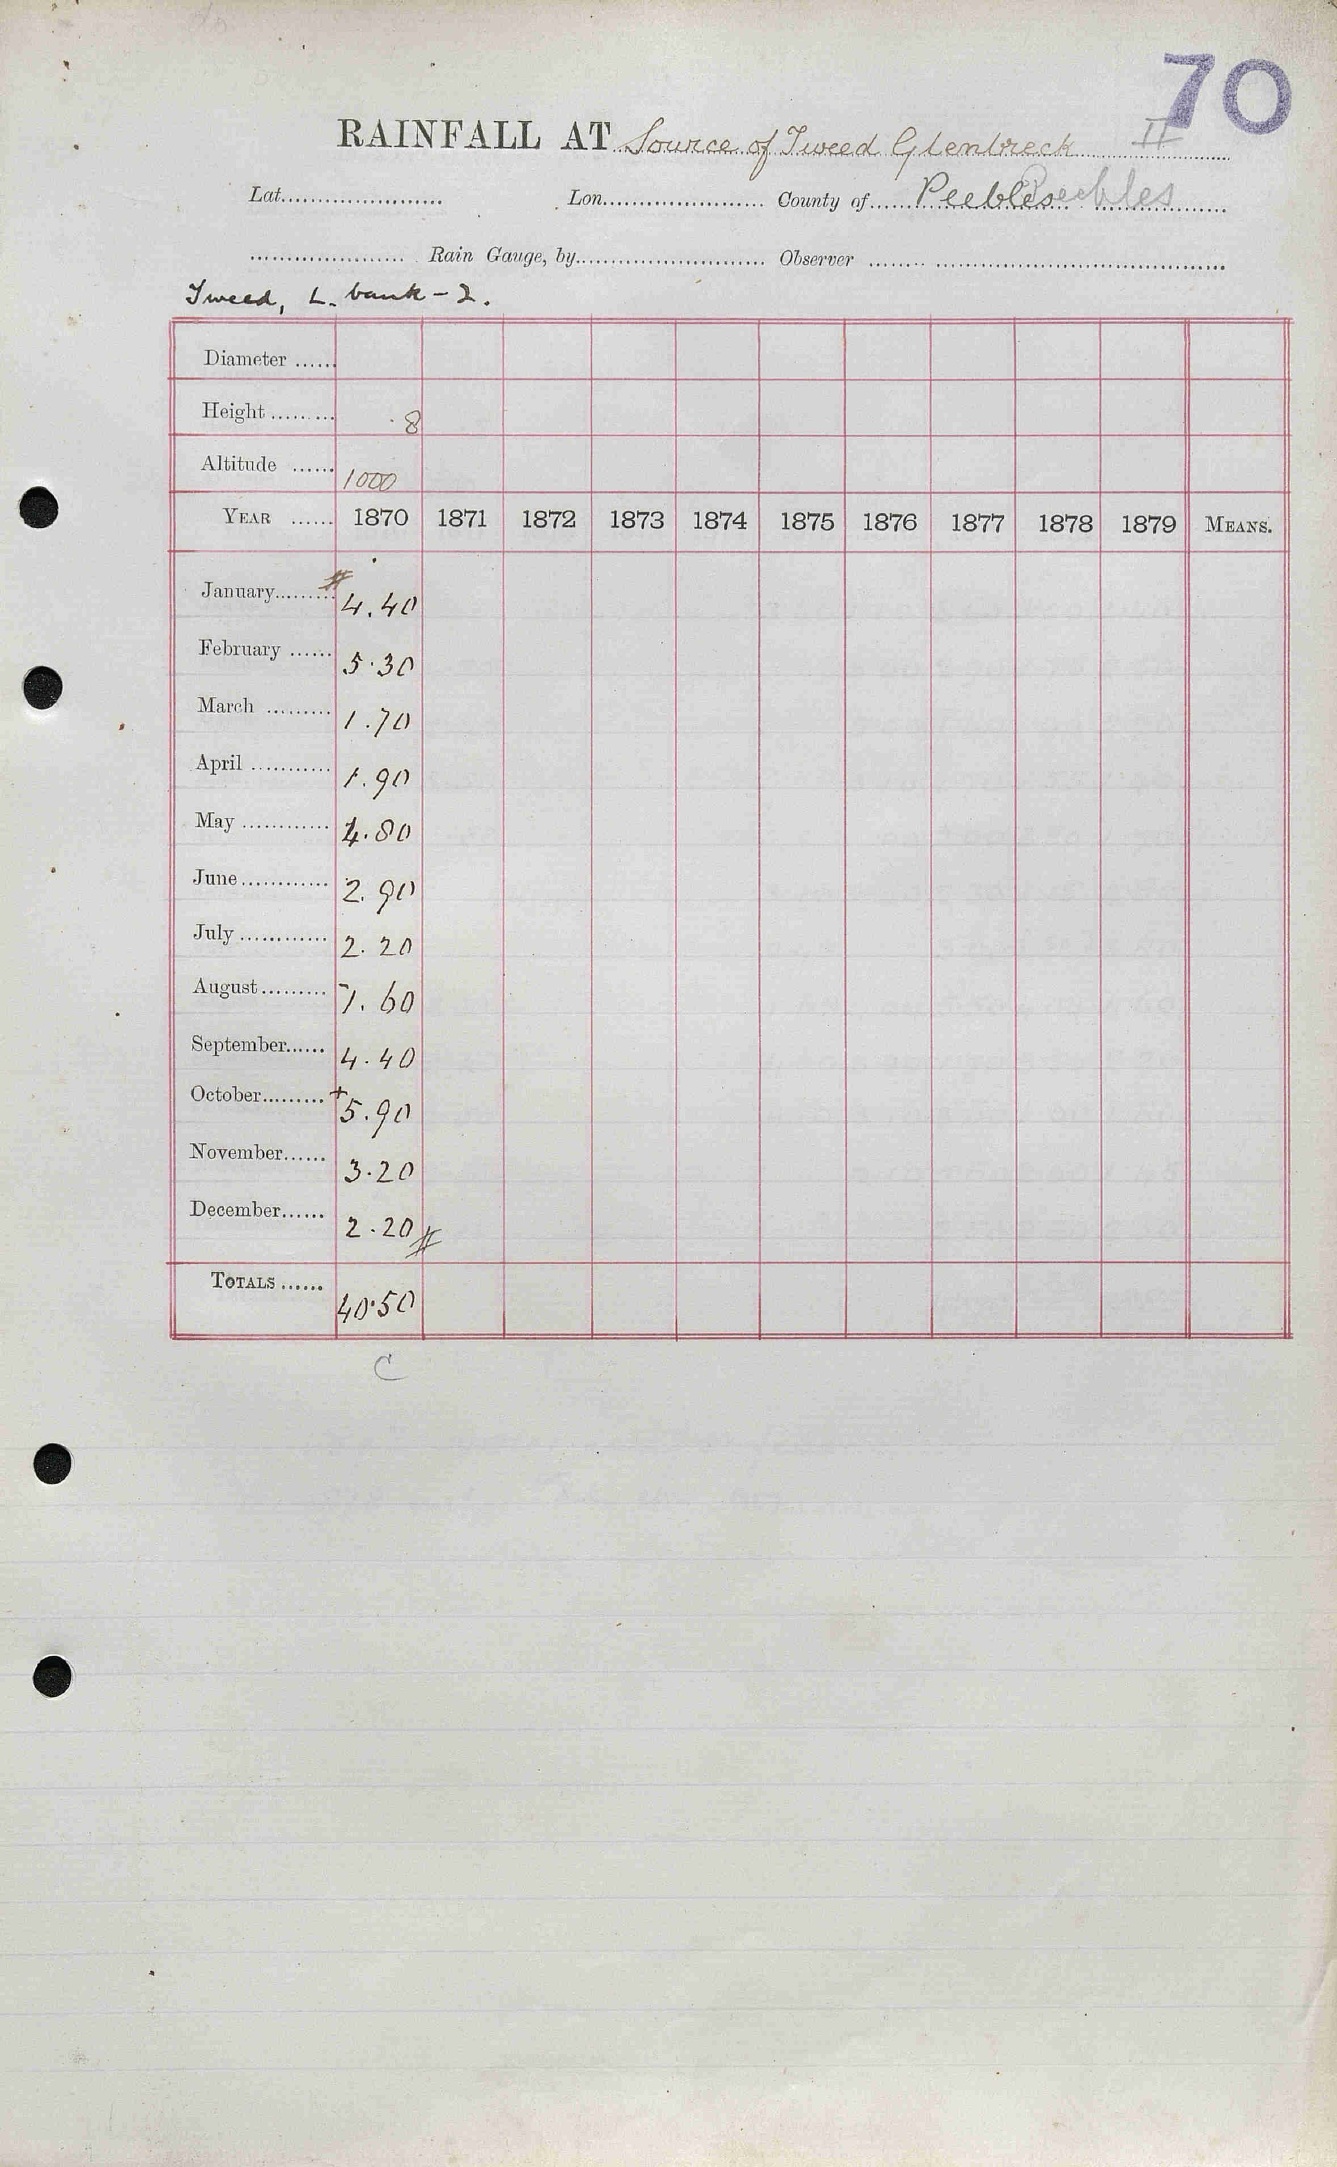 70
RAINFALL AT Source of Tweed Glenbreck II
Lat. Lon. County of Peebles Peebles
Rain Gauge, by Observer
Tweed, L. bank - 2.
Diameter ......
Height ......... .8
Altitude ...... 1000
YEAR ...... 1870 1871 1872 1873 1874 1875 1876 1877 1878 1879 MEANS.
January......... # 4.40
February ...... 5.30
March ......... 1.70
April ........... 1.90
May ............ 4.80
June............ 2.90
July ............ 2.20
August......... 1.60
September...... 4.40
October......... + 5.90
November...... 3.20
December...... 2.20 #
TOTALS ...... 40.50
C